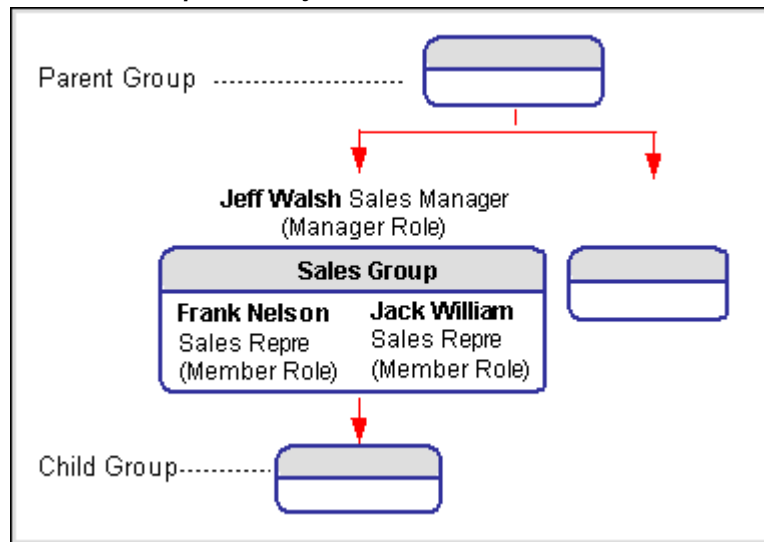 Parent Group
Jeff Walsh Sales Manager
(Manager Role)
Sales Group
Frank Nelson Jack William
Sales Repre Sales Repre
(Member Role) (Member Role)
Child Group